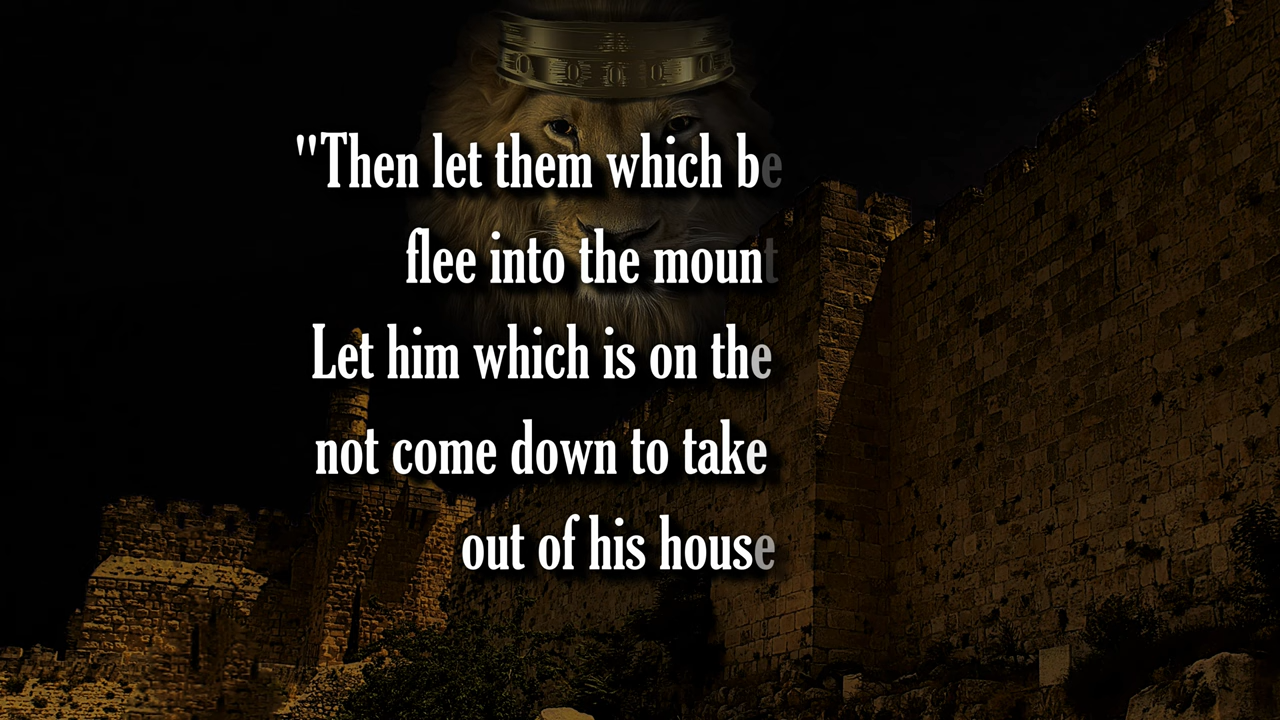 "Then let them which be
flee into the mount
Let him which is on the
not come down to take
out of his house